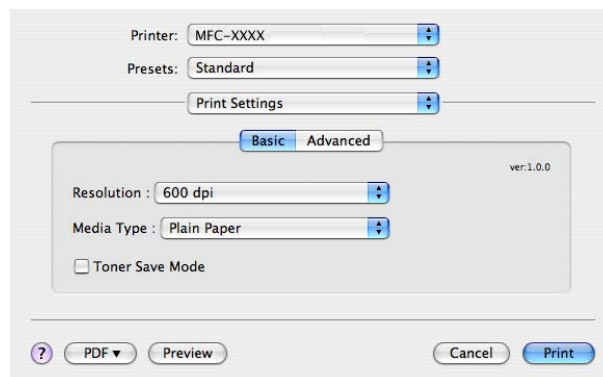 Printer: MFC-XXXX
Presets: Standard
Print Settings
Basic Advanced
ver:1.0.0
Resolution : 600 dpi
Media Type : Plain Paper
Toner Save Mode
? PDF▼ Preview Cancel Print